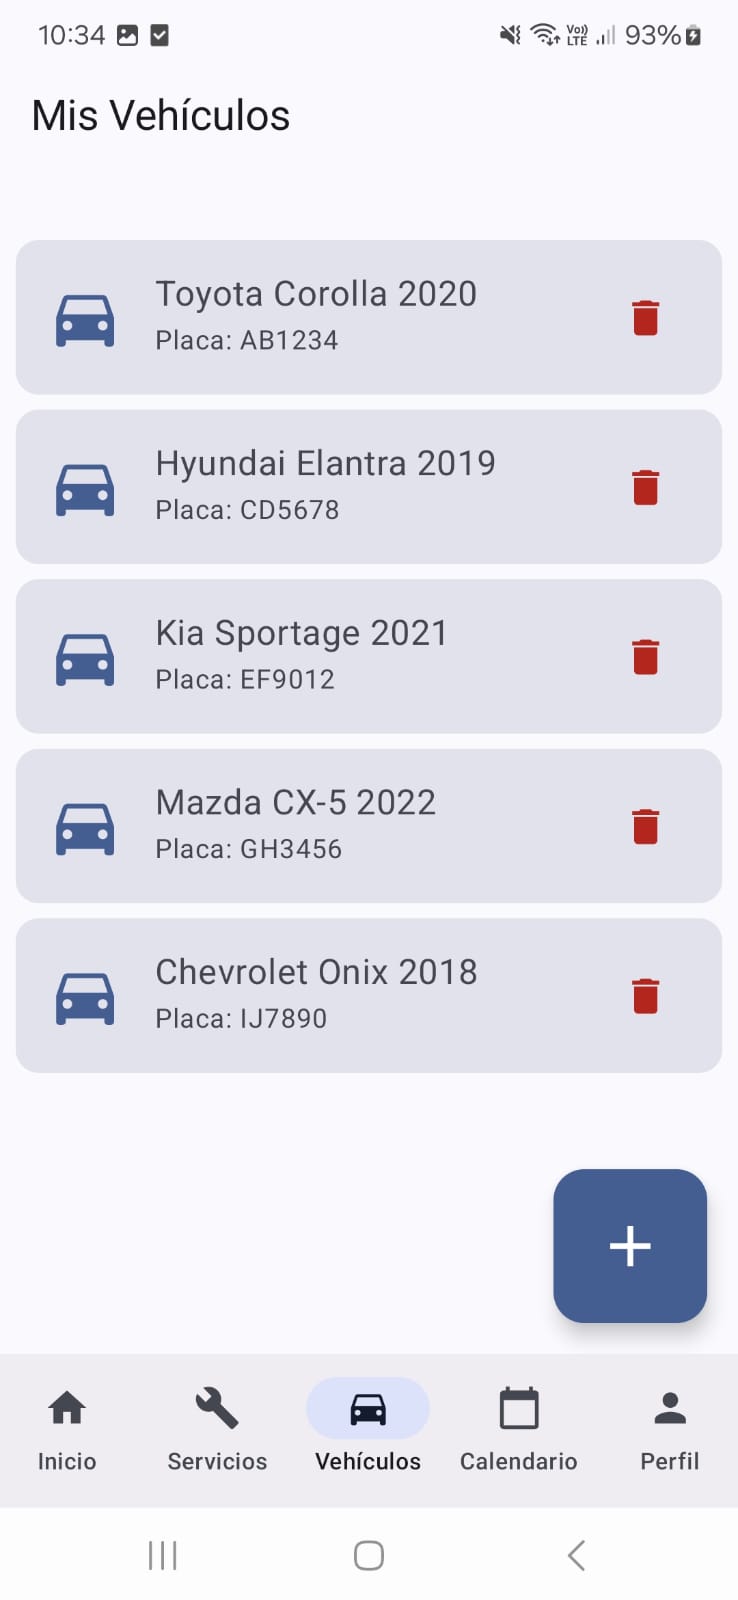 10:34
Vo)) LTE 93%
Mis Vehículos
Toyota Corolla 2020
Placa: AB1234
Hyundai Elantra 2019
Placa: CD5678
Kia Sportage 2021
Placa: EF9012
Mazda CX-5 2022
Placa: GH3456
Chevrolet Onix 2018
Placa: IJ7890
Inicio
Servicios
Vehículos
Calendario
Perfil